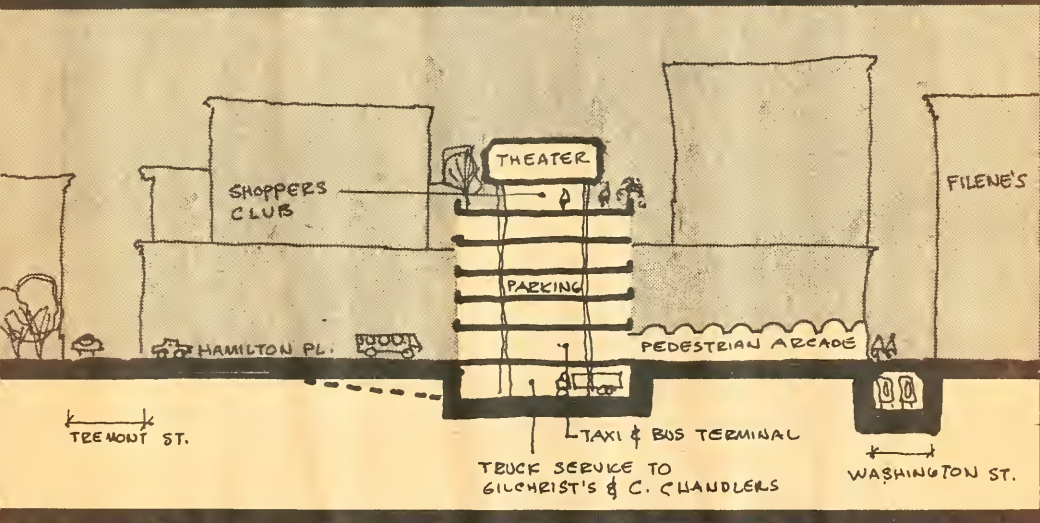 THEATER
SHOPPERS
CLUB
FILENE'S
PARKING
HAMILTON PL.
PEDESTRIAN ARCADE
TREMONT ST.
TAXI & BUS TERMINAL
TRUCK SERVICE TO
GILCHRIST'S & C. CHANDLERS
WASHINGTON ST.